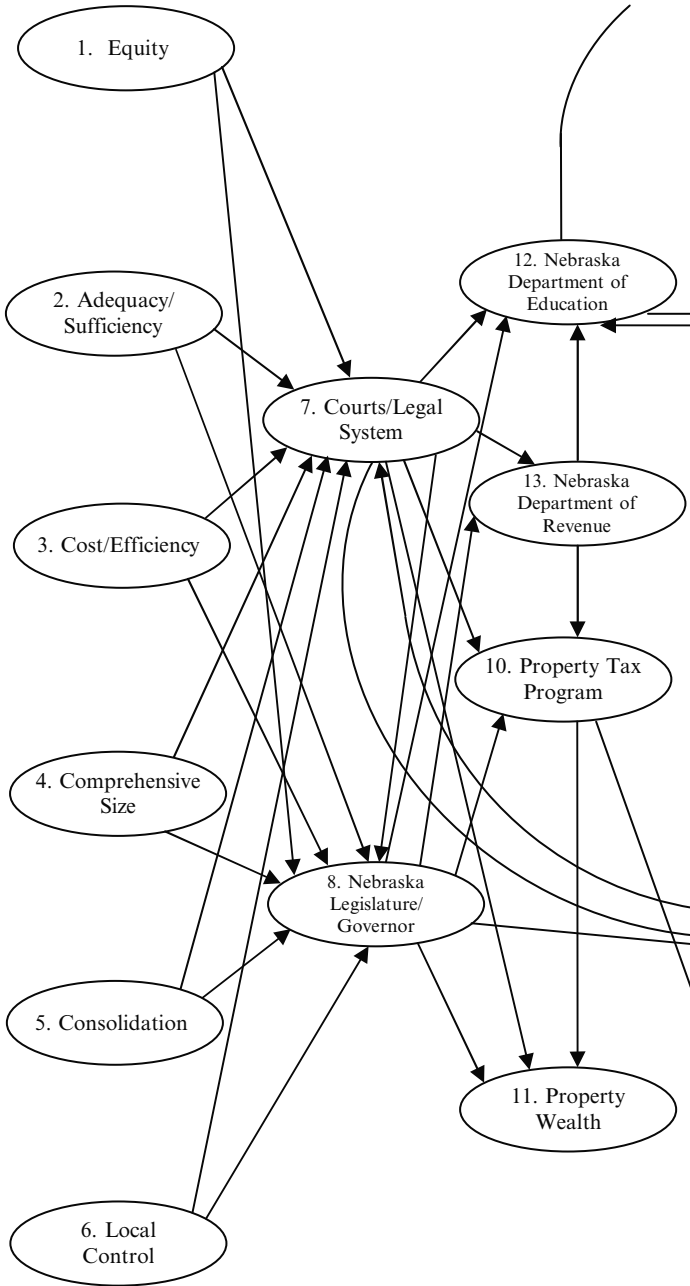 1. Equity
2. Adequacy/
Sufficiency
3. Cost/Efficiency
4. Comprehensive
Size
5. Consolidation
6. Local
Control
7. Courts/Legal
System
8. Nebraska
Legislature/
Governor
12. Nebraska
Department of
Education
13. Nebraska
Department of
Revenue
10. Property Tax
Program
11. Property
Wealth